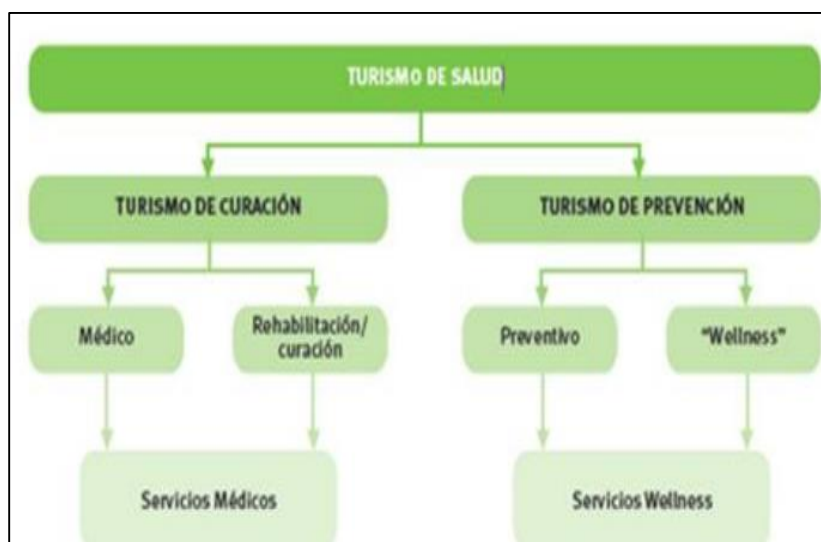 TURISMO DE SALUD
TURISMO DE CURACIÓN
TURISMO DE PREVENCIÓN
Médico
Rehabilitación/
curación
Preventivo
"Wellness"
Servicios Médicos
Servicios Wellness